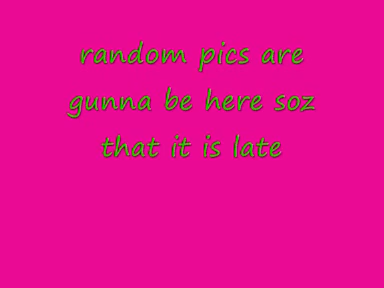 random pics are
gunna be here soz
that it is late